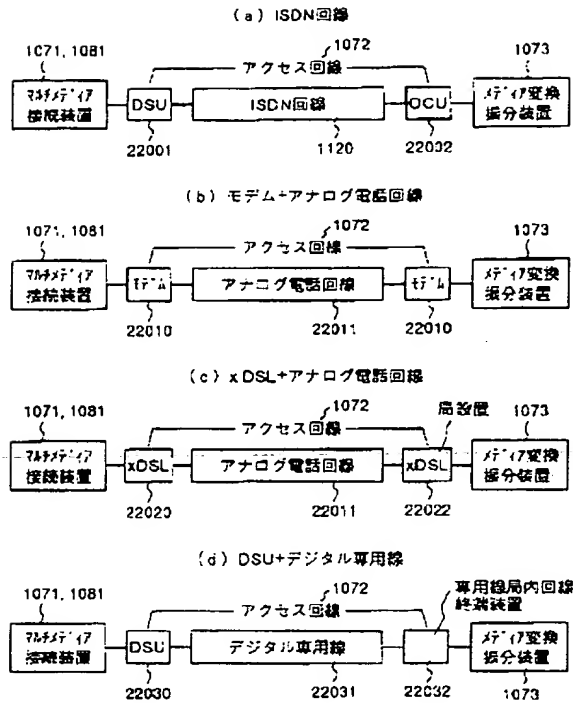 (a) ISDN回線
1071, 1081
1072
1073
アクセス回線
マルチメディア
接続装置
DSU
ISDN回線
OCU
メディア変換
振分装置
22001
1120
22002
(b) モデム+アナログ電話回線
1071, 1081
1072
1073
アクセス回線
マルチメディア
接続装置
モデム
アナログ電話回線
モデム
メディア変換
振分装置
22010
22011
22010
(c) xDSL+アナログ電話回線
1071, 1081
1072
局設置
1073
アクセス回線
マルチメディア
接続装置
xDSL
アナログ電話回線
xDSL
メディア変換
振分装置
22020
22011
22022
(d) DSU+デジタル専用線
1071, 1081
1072
専用線局内回線
終端装置
アクセス回線
マルチメディア
接続装置
DSU
デジタル専用線
メディア変換
振分装置
22030
22031
22032
1073